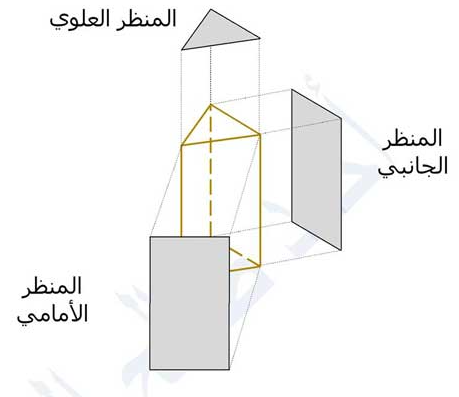 المنظر العلوي
المنظر
الجانبي
المنظر
الأمامي